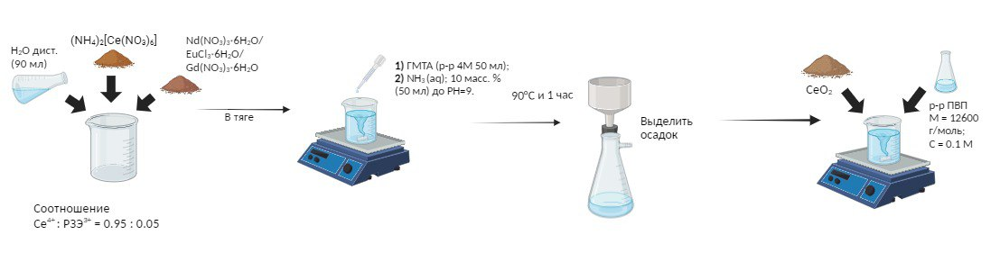 H₂O дист.
(90 мл)
(NH₄)₂[Ce(NO₃)₆]
Nd(NO₃)₃·6H₂O/
EuCl₃·6H₂O/
Gd(NO₃)₃·6H₂O
Соотношение
Ce⁴⁺ : РЗЭ³⁺ = 0.95 : 0.05
В тяге
1) ГМТА (р-р 4М 50 мл);
2) NH₃ (aq); 10 масс. %
(50 мл) до PH=9.
90°C и 1 час
Выделить
осадок
CeO₂
р-р ПВП
M = 12600
г/моль;
C = 0.1 M